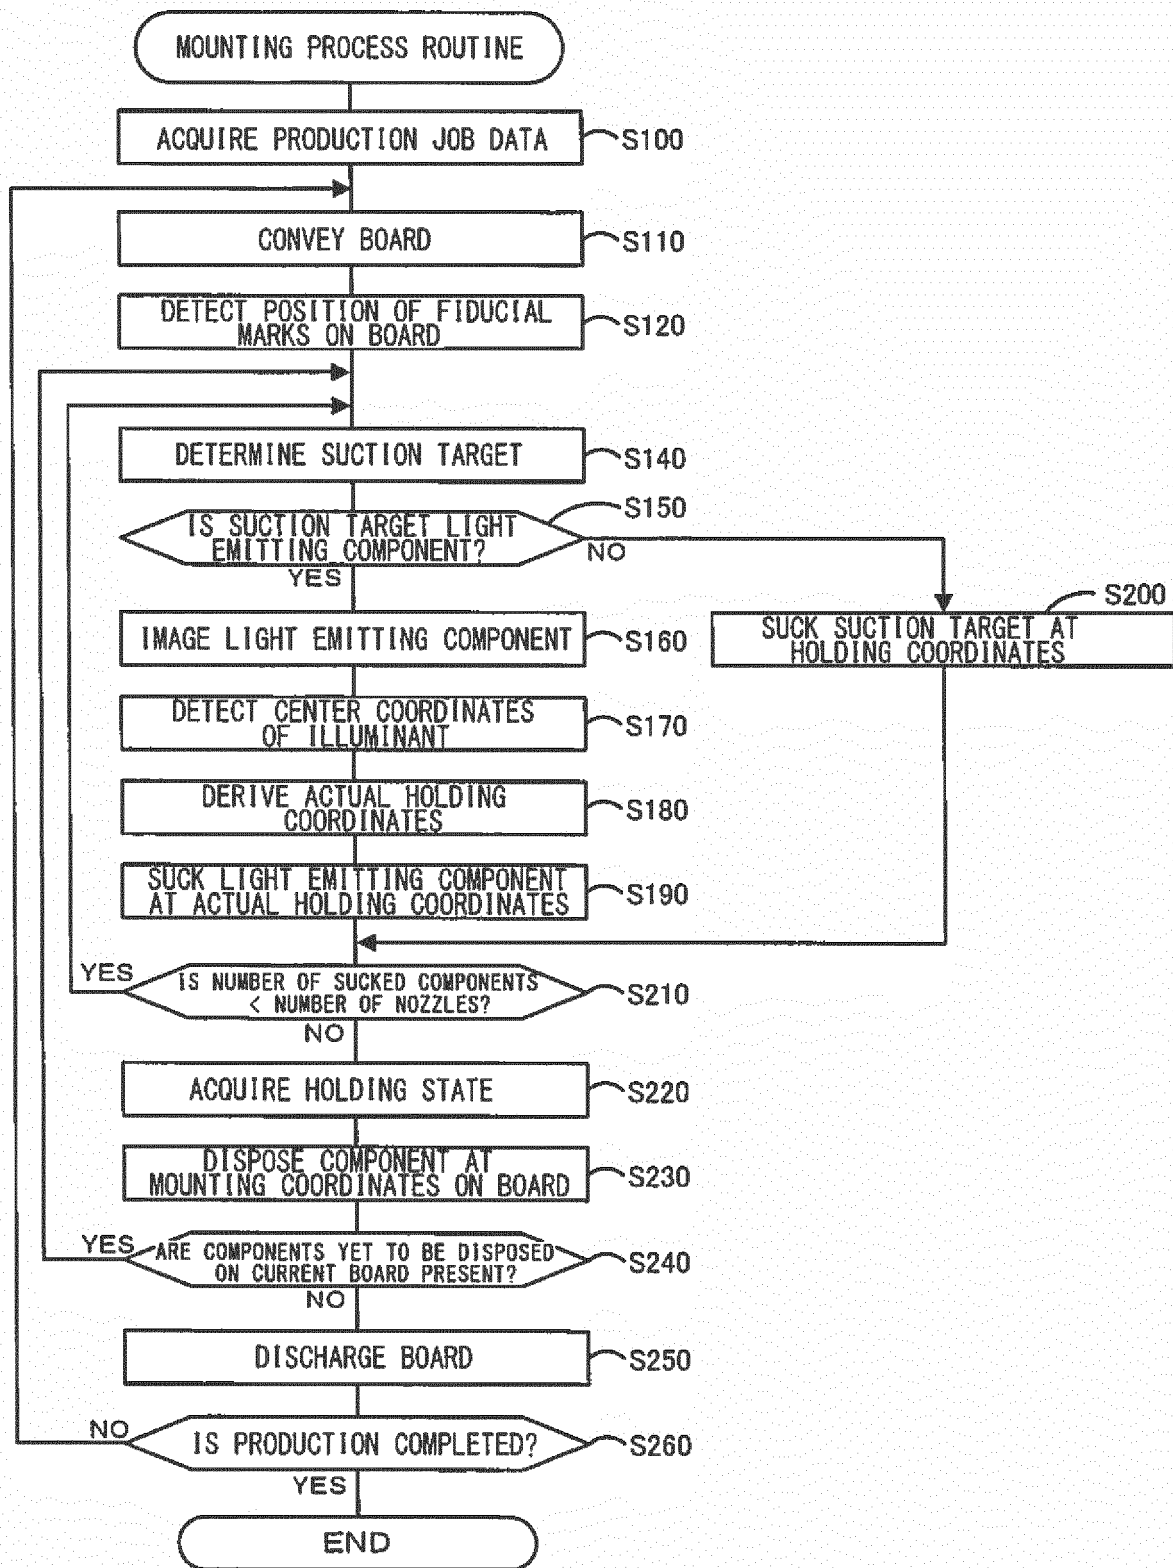 MOUNTING PROCESS ROUTINE
ACQUIRE PRODUCTION JOB DATA
S100
CONVEY BOARD
S110
DETECT POSITION OF FIDUCIAL
MARKS ON BOARD
S120
DETERMINE SUCTION TARGET
S140
S150
IS SUCTION TARGET LIGHT
EMITTING COMPONENT?
NO
YES
S200
SUCK SUCTION TARGET AT
HOLDING COORDINATES
IMAGE LIGHT EMITTING COMPONENT
S160
DETECT CENTER COORDINATES
OF ILLUMINANT
S170
DERIVE ACTUAL HOLDING
COORDINATES
S180
SUCK LIGHT EMITTING COMPONENT
AT ACTUAL HOLDING COORDINATES
S190
YES
IS NUMBER OF SUCKED COMPONENTS
< NUMBER OF NOZZLES?
S210
NO
ACQUIRE HOLDING STATE
S220
DISPOSE COMPONENT AT
MOUNTING COORDINATES ON BOARD
S230
YES
ARE COMPONENTS YET TO BE DISPOSED
ON CURRENT BOARD PRESENT?
S240
NO
DISCHARGE BOARD
S250
NO
IS PRODUCTION COMPLETED?
S260
YES
END